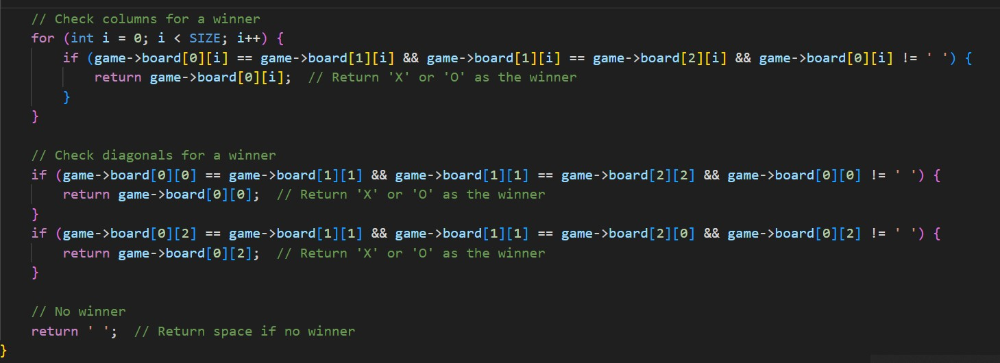 // Check columns for a winner
for (int i = 0; i < SIZE; i++) {
if (game->board[0][i] == game->board[1][i] && game->board[1][i] == game->board[2][i] && game->board[0][i] != ' ') {
return game->board[0][i];  // Return 'X' or 'O' as the winner
}
}
// Check diagonals for a winner
if (game->board[0][0] == game->board[1][1] && game->board[1][1] == game->board[2][2] && game->board[0][0] != ' ') {
return game->board[0][0];  // Return 'X' or 'O' as the winner
}
if (game->board[0][2] == game->board[1][1] && game->board[1][1] == game->board[2][0] && game->board[0][2] != ' ') {
return game->board[0][2];  // Return 'X' or 'O' as the winner
}
// No winner
return ' ';  // Return space if no winner
}